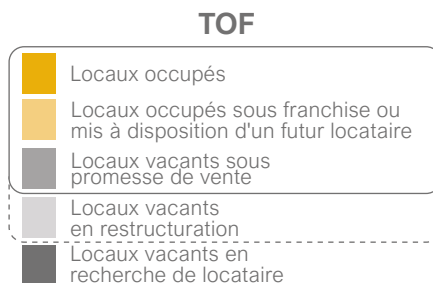 TOF
Locaux occupés
Locaux occupés sous franchise ou
mis à disposition d'un futur locataire
Locaux vacants sous
promesse de vente
Locaux vacants
en restructuration
Locaux vacants en
recherche de locataire